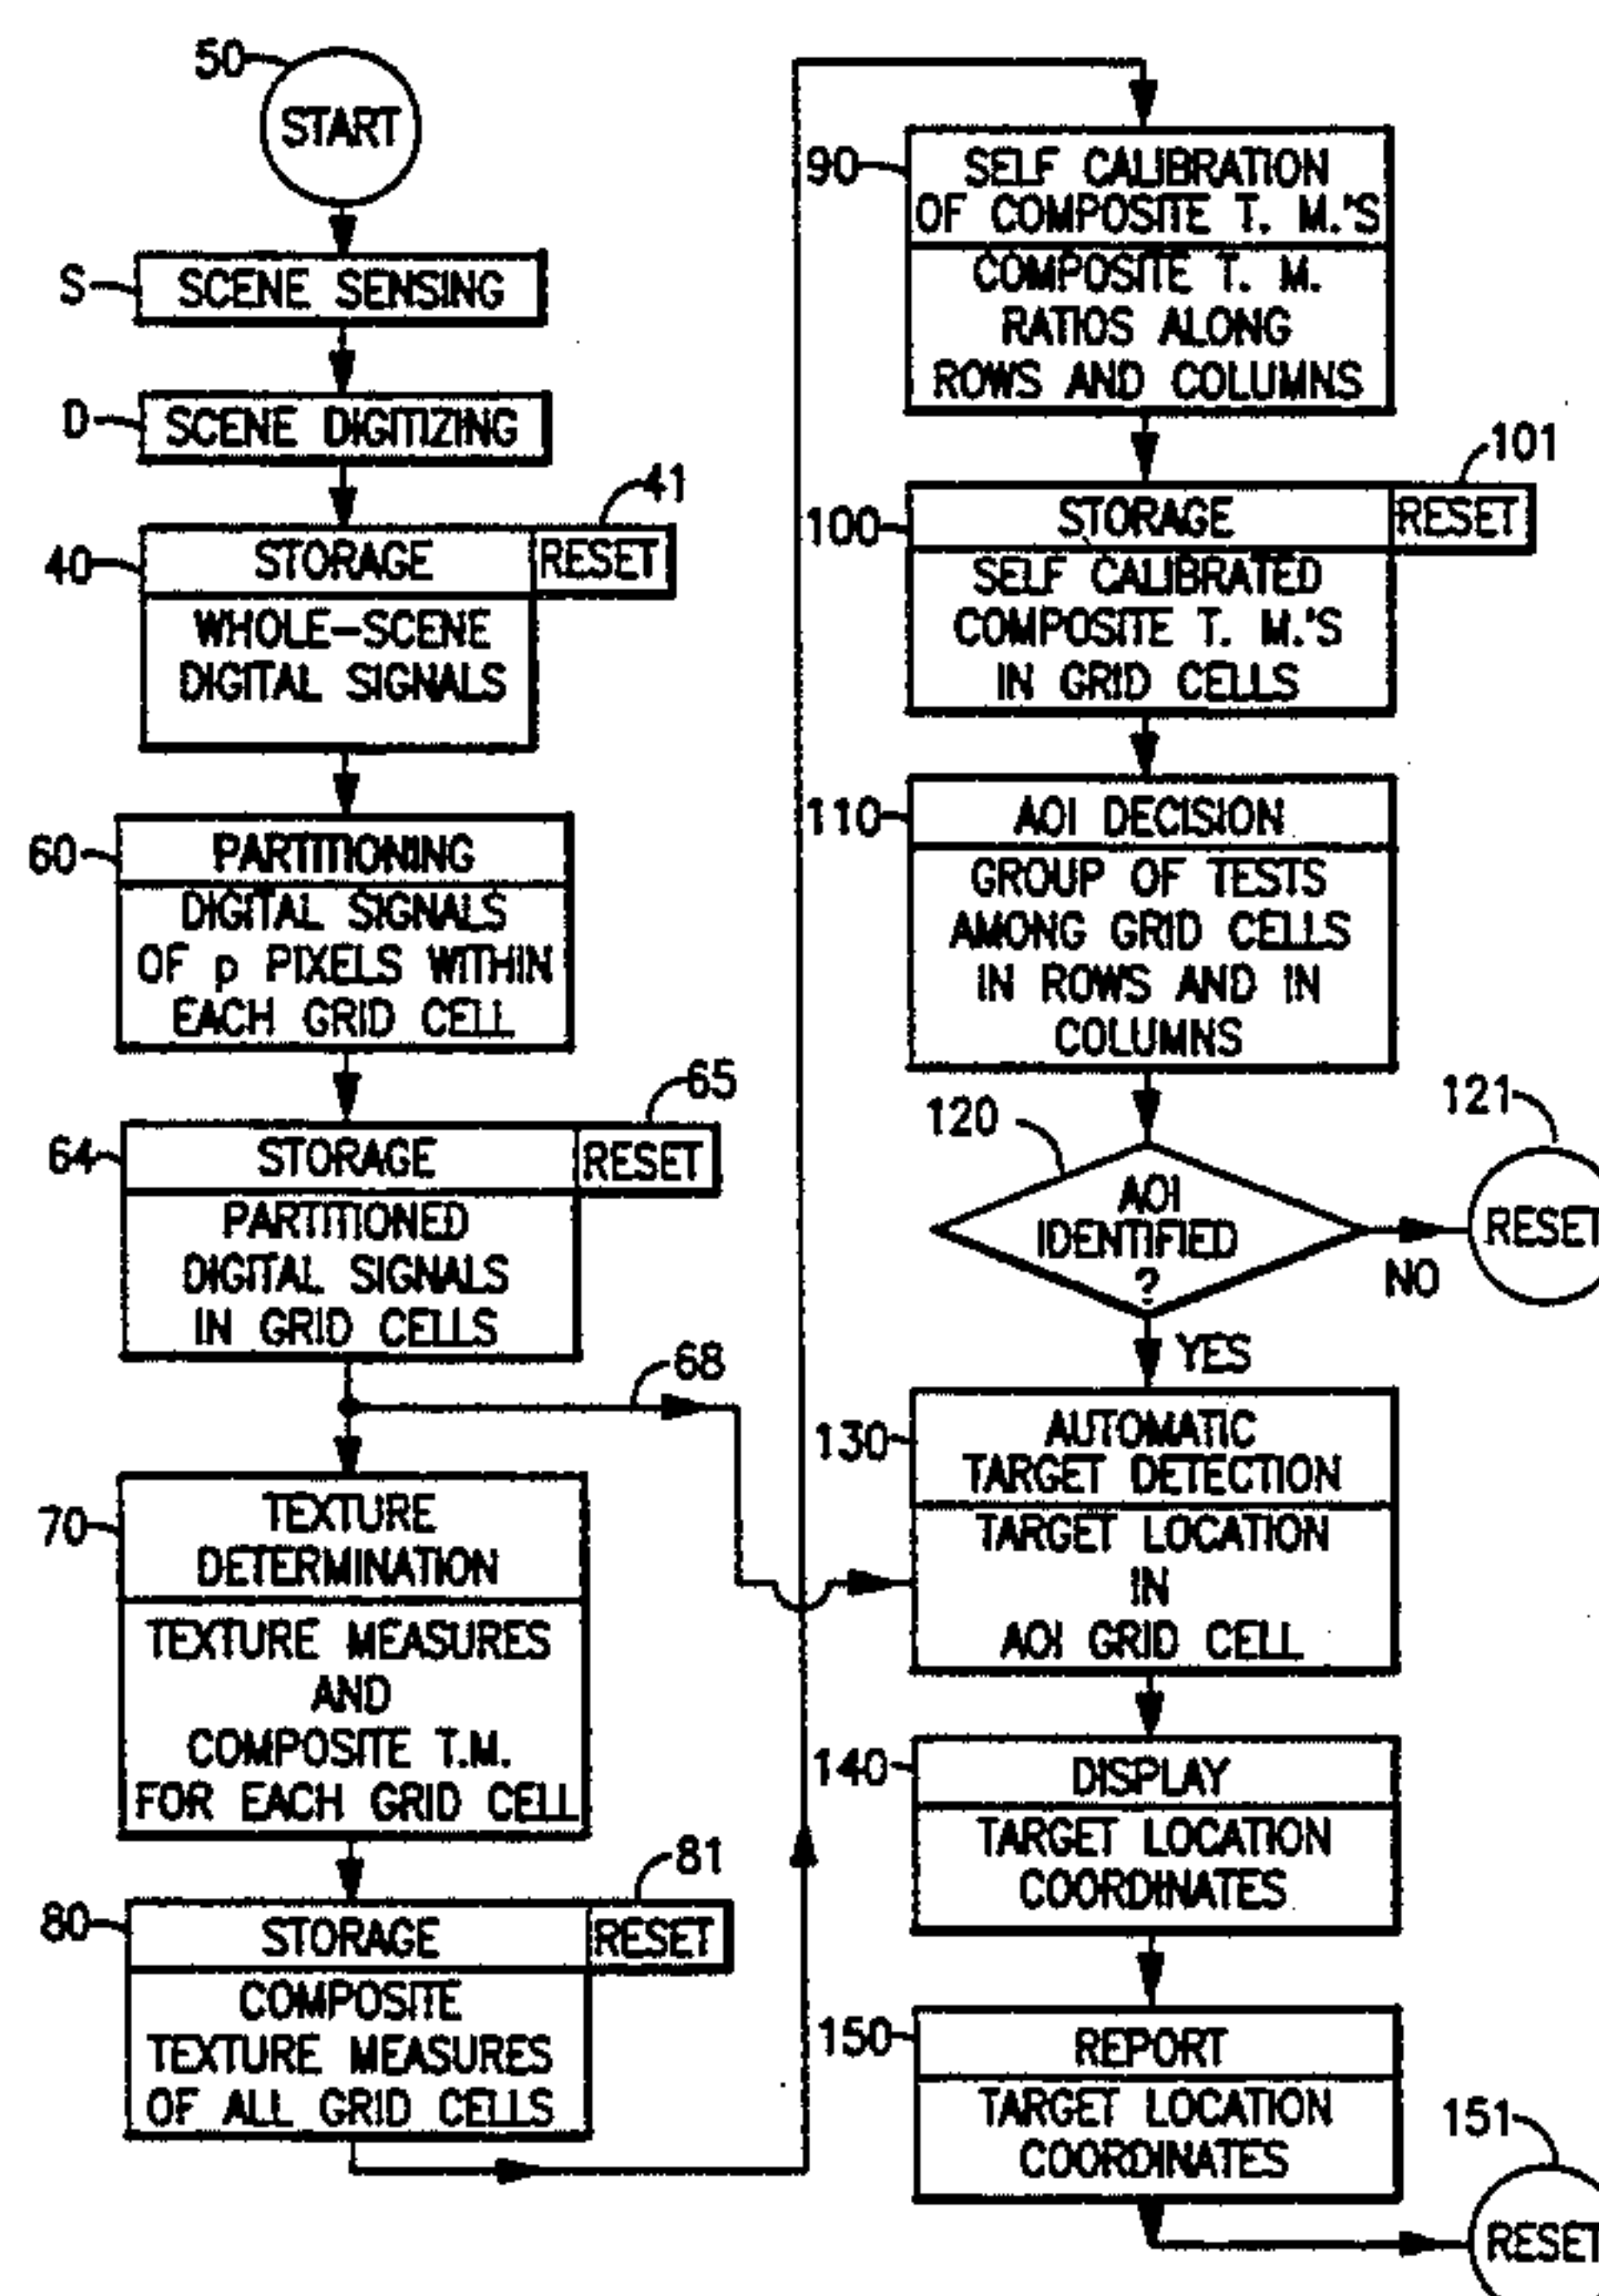 50
START
S
SCENE SENSING
D
SCENE DIGITIZING
41
40
STORAGE
RESET
WHOLE-SCENE
DIGITAL SIGNALS
60
PARTITIONING
DIGITAL SIGNALS
OF p PIXELS WITHIN
EACH GRID CELL
65
64
STORAGE
RESET
PARTITIONED
DIGITAL SIGNALS
IN GRID CELLS
68
70
TEXTURE
DETERMINATION
TEXTURE MEASURES
AND
COMPOSITE T.M.
FOR EACH GRID CELL
81
80
STORAGE
RESET
COMPOSITE
TEXTURE MEASURES
OF ALL GRID CELLS
90
SELF CALIBRATION
OF COMPOSITE T. M.'S
COMPOSITE T. M.
RATIOS ALONG
ROWS AND COLUMNS
101
100
STORAGE
RESET
SELF CALIBRATED
COMPOSITE T. M.'S
IN GRID CELLS
110
AOI DECISION
GROUP OF TESTS
AMONG GRID CELLS
IN ROWS AND IN
COLUMNS
120
AOI
IDENTIFIED
?
NO
121
RESET
YES
130
AUTOMATIC
TARGET DETECTION
TARGET LOCATION
IN
AOI GRID CELL
140
DISPLAY
TARGET LOCATION
COORDINATES
150
REPORT
TARGET LOCATION
COORDINATES
151
RESET